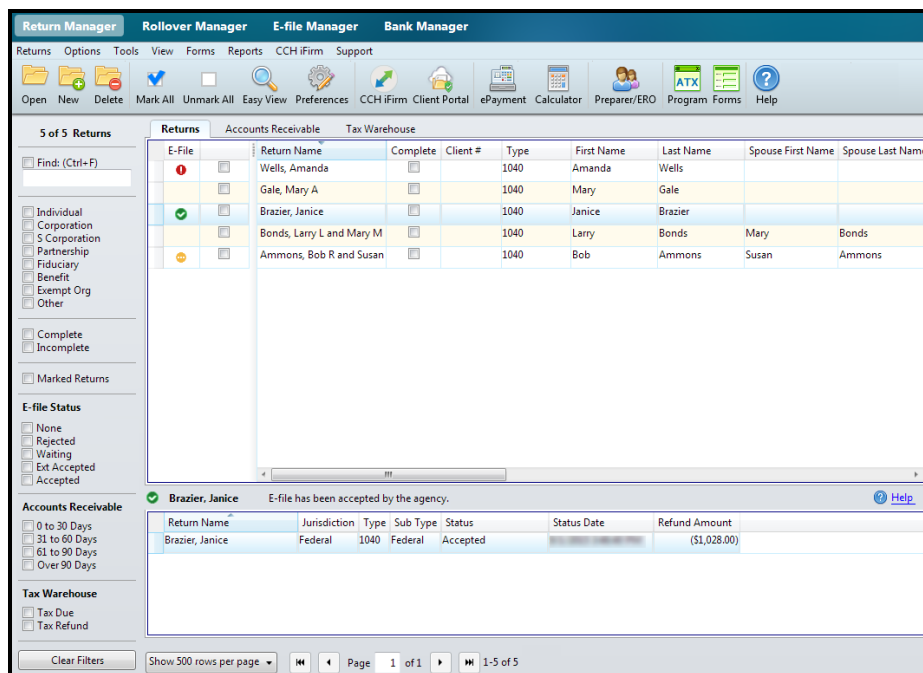 Return Manager Rollover Manager E-file Manager Bank Manager
Returns Options Tools View Forms Reports CCH iFirm Support
Open New Delete Mark All Unmark All Easy View Preferences CCH iFirm Client Portal ePayment Calculator Preparer/ERO ATX Program Forms Help
5 of 5 Returns
Find: (Ctrl+F)
Individual
Corporation
S Corporation
Partnership
Fiduciary
Benefit
Exempt Org
Other
Complete
Incomplete
Marked Returns
E-file Status
None
Rejected
Waiting
Ext Accepted
Accepted
Accounts Receivable
0 to 30 Days
31 to 60 Days
61 to 90 Days
Over 90 Days
Tax Warehouse
Tax Due
Tax Refund
Clear Filters
Returns Accounts Receivable Tax Warehouse
E-File Return Name Complete Client # Type First Name Last Name Spouse First Name Spouse Last Name
Wells, Amanda 1040 Amanda Wells
Gale, Mary A 1040 Mary Gale
Brazier, Janice 1040 Janice Brazier
Bonds, Larry L and Mary M 1040 Larry Bonds Mary Bonds
Ammons, Bob R and Susan 1040 Bob Ammons Susan Ammons
Brazier, Janice E-file has been accepted by the agency. Help
Return Name Jurisdiction Type Sub Type Status Status Date Refund Amount
Brazier, Janice Federal 1040 Federal Accepted ($1,028.00)
Show 500 rows per page Page 1 of 1 1-5 of 5